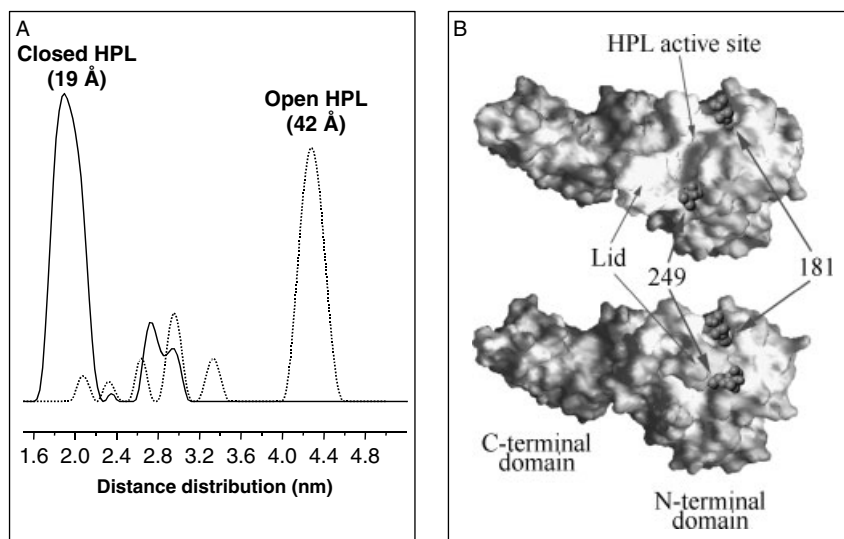 A
Closed HPL
(19 Å)
Open HPL
(42 Å)
1.6 2.0 2.4 2.8 3.2 3.6 4.0 4.4 4.8
Distance distribution (nm)
B
HPL active site
Lid
249
181
C-terminal
domain
N-terminal
domain